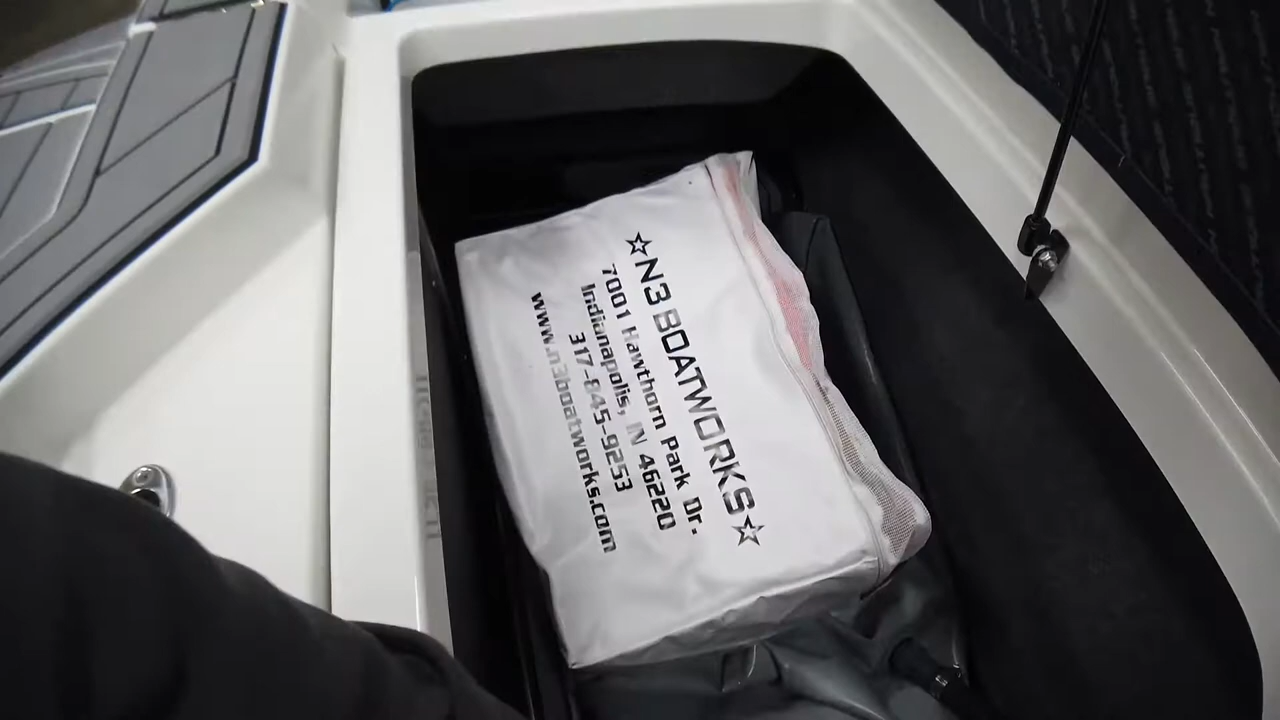 ☆N3 BOATWORKS☆
7001 Hawthorn Park Dr.
Indianapolis, IN 46220
317-845-9253
www.n3boatworks.com